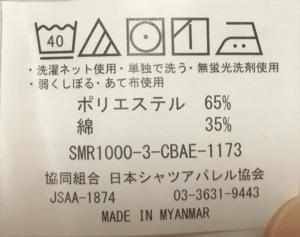 40
・洗濯ネット使用・単独で洗う・無蛍光洗剤使用
・弱くしぼる・あて布使用
ポリエステル 65%
綿 35%
SMR1000-3-CBAE-1173
協同組合 日本シャツアパレル協会
JSAA-1874 03-3631-9443
MADE IN MYANMAR